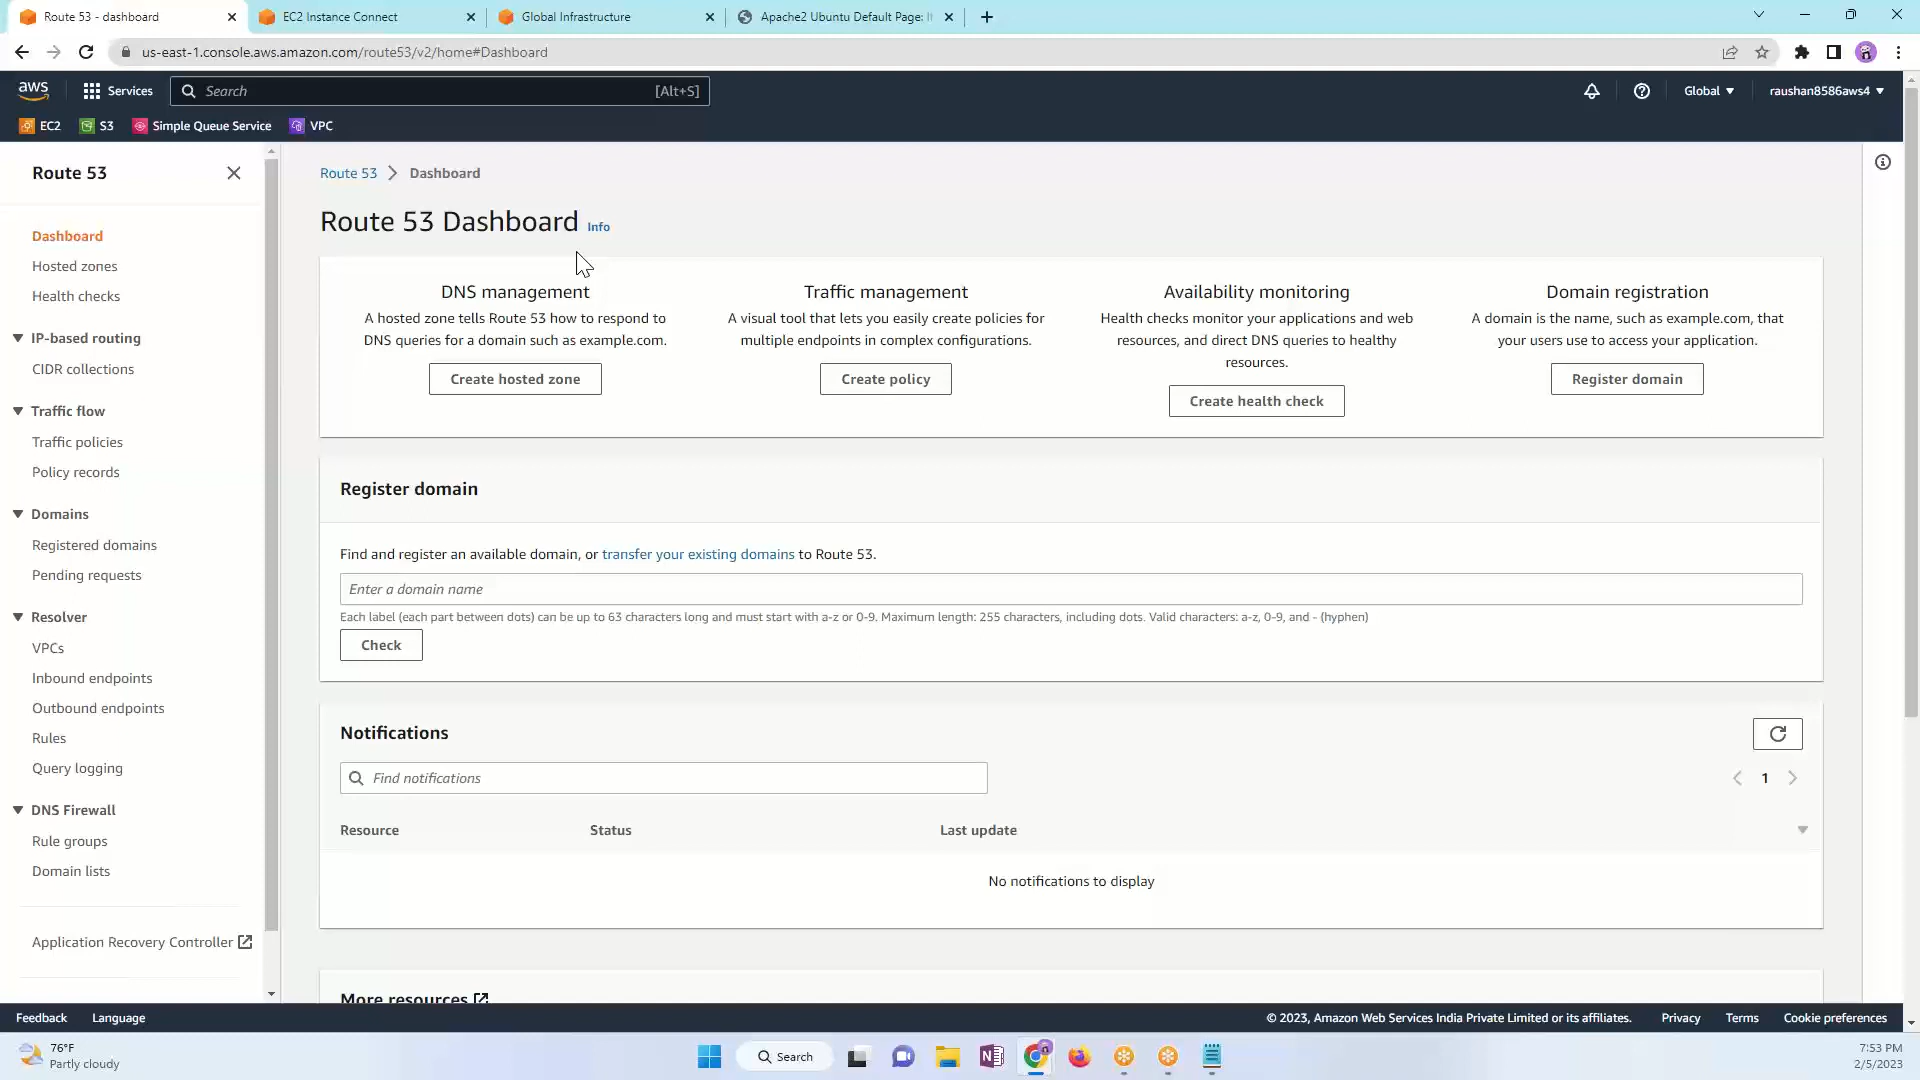 Route 53 - dashboard
EC2 Instance Connect
Global Infrastructure
Apache2 Ubuntu Default Page:
us-east-1.console.aws.amazon.com/route53/v2/home#Dashboard
aws
Services
Search
[Alt+S]
Global
raushan8586aws4
EC2
S3
Simple Queue Service
VPC
Route 53
Dashboard
Hosted zones
Health checks
IP-based routing
CIDR collections
Traffic flow
Traffic policies
Policy records
Domains
Registered domains
Pending requests
Resolver
VPCs
Inbound endpoints
Outbound endpoints
Rules
Query logging
DNS Firewall
Rule groups
Domain lists
Application Recovery Controller
Route 53
Dashboard
Route 53 Dashboard Info
DNS management
A hosted zone tells Route 53 how to respond to
DNS queries for a domain such as example.com.
Create hosted zone
Traffic management
A visual tool that lets you easily create policies for
multiple endpoints in complex configurations.
Create policy
Availability monitoring
Health checks monitor your applications and web
resources, and direct DNS queries to healthy
resources.
Create health check
Domain registration
A domain is the name, such as example.com, that
your users use to access your application.
Register domain
Register domain
Find and register an available domain, or transfer your existing domains to Route 53.
Enter a domain name
Each label (each part between dots) can be up to 63 characters long and must start with a-z or 0-9. Maximum length: 255 characters, including dots. Valid characters: a-z, 0-9, and - (hyphen)
Check
Notifications
Find notifications
1
Resource
Status
Last update
No notifications to display
More resources
Feedback
Language
© 2023, Amazon Web Services India Private Limited or its affiliates.
Privacy
Terms
Cookie preferences
76°F
Partly cloudy
Search
7:53 PM
2/5/2023